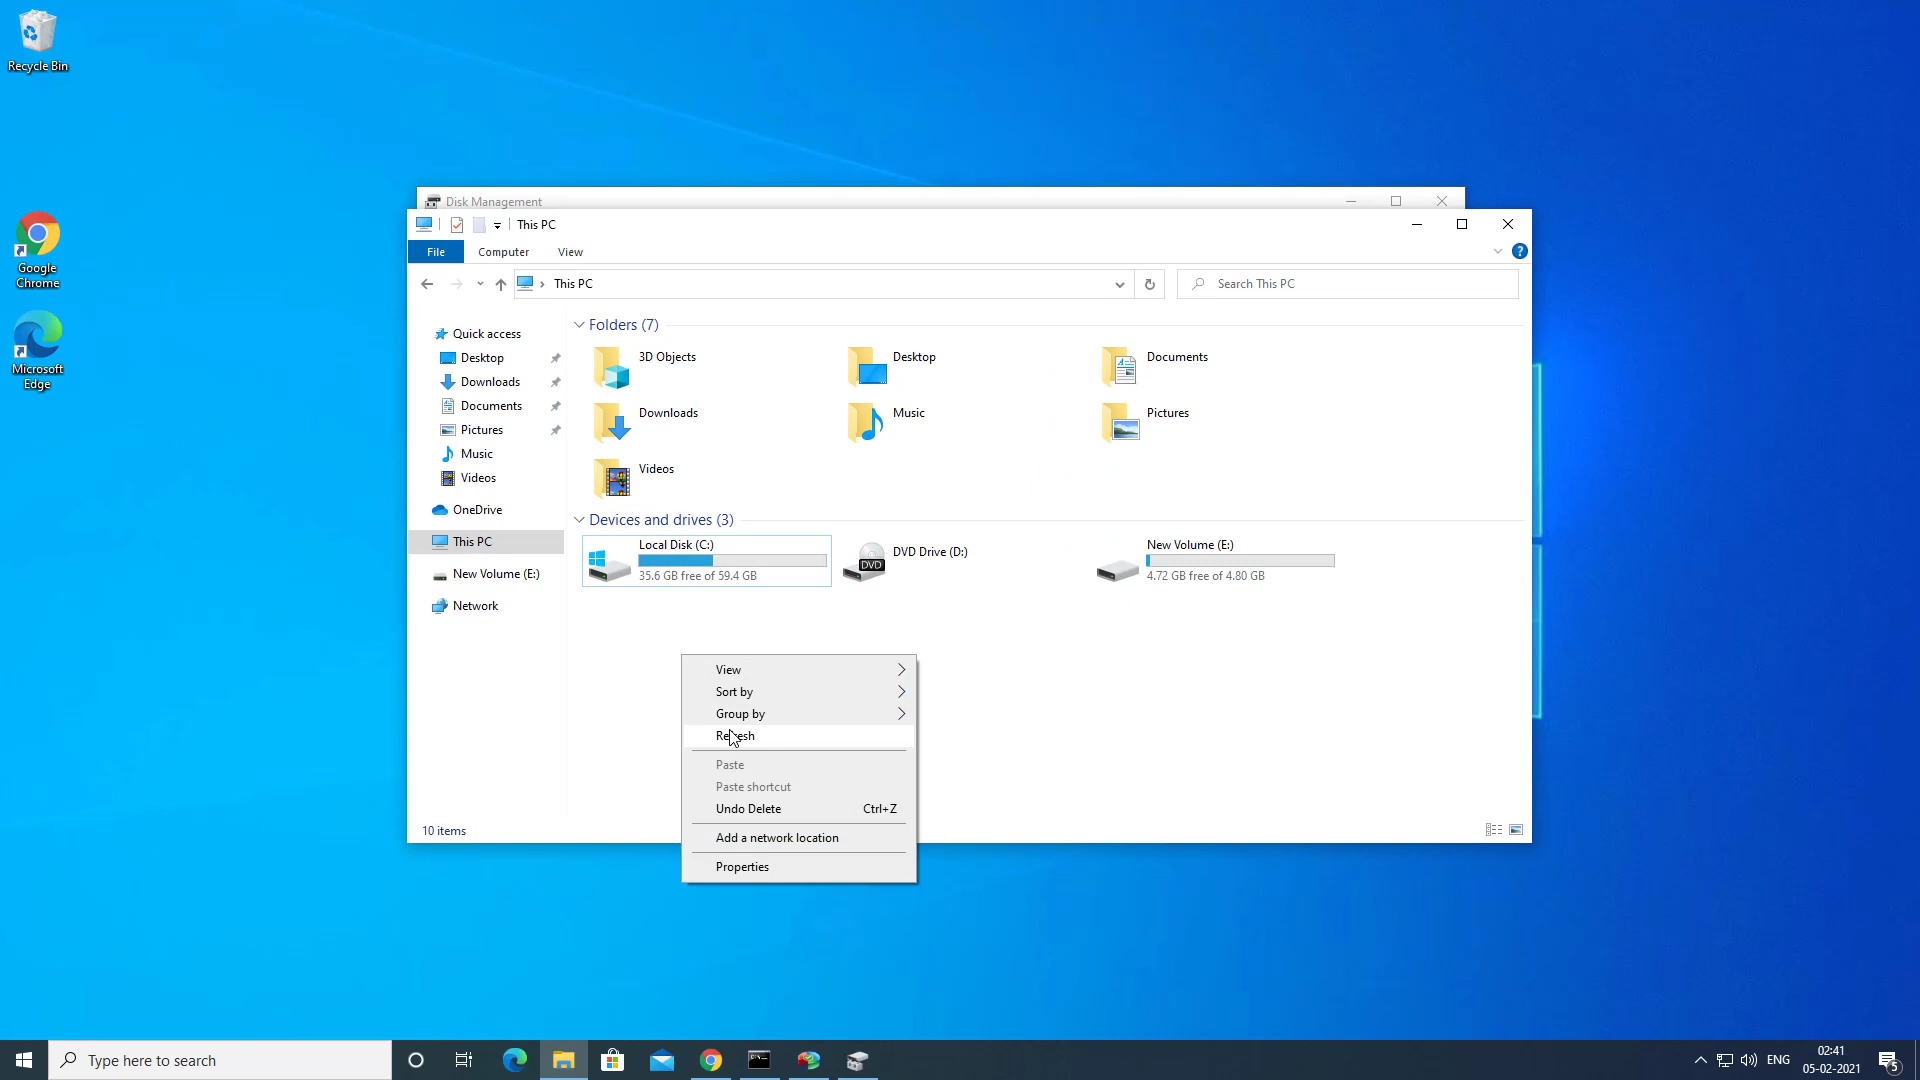 Recycle Bin
Google
Chrome
Microsoft
Edge
Disk Management
This PC
File Computer View
This PC
Search This PC
Quick access
Desktop
Downloads
Documents
Pictures
Music
Videos
OneDrive
This PC
New Volume (E:)
Network
Folders (7)
3D Objects
Desktop
Documents
Downloads
Music
Pictures
Videos
Devices and drives (3)
Local Disk (C:)
35.6 GB free of 59.4 GB
DVD
DVD Drive (D:)
New Volume (E:)
4.72 GB free of 4.80 GB
View
Sort by
Group by
Refresh
Paste
Paste shortcut
Undo Delete Ctrl+Z
Add a network location
Properties
10 items
Type here to search
ENG
02:41
05-02-2021
5